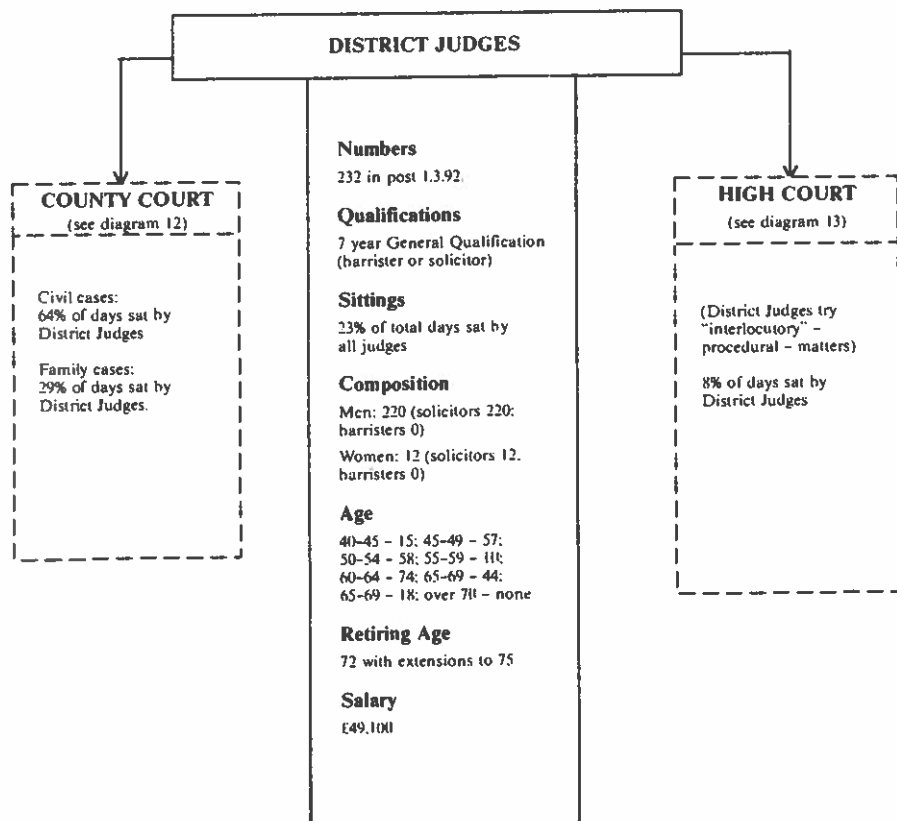 DISTRICT JUDGES
COUNTY COURT
(see diagram 12)
Civil cases:
64% of days sat by
District Judges
Family cases:
29% of days sat by
District Judges.
Numbers
232 in post 1.3.92.
Qualifications
7 year General Qualification
(barrister or solicitor)
Sittings
23% of total days sat by
all judges
Composition
Men: 220 (solicitors 220:
barristers 0)
Women: 12 (solicitors 12.
barristers 0)
Age
40-45 – 15; 45-49 – 57;
50-54 – 58; 55-59 –
60-64 – 74; 65-69 – 44;
65-69 – 18; over 70 – none
Retiring Age
72 with extensions to 75
Salary
£49,100
HIGH COURT
(see diagram 13)
(District Judges try
"interlocutory" –
procedural – matters)
8% of days sat by
District Judges